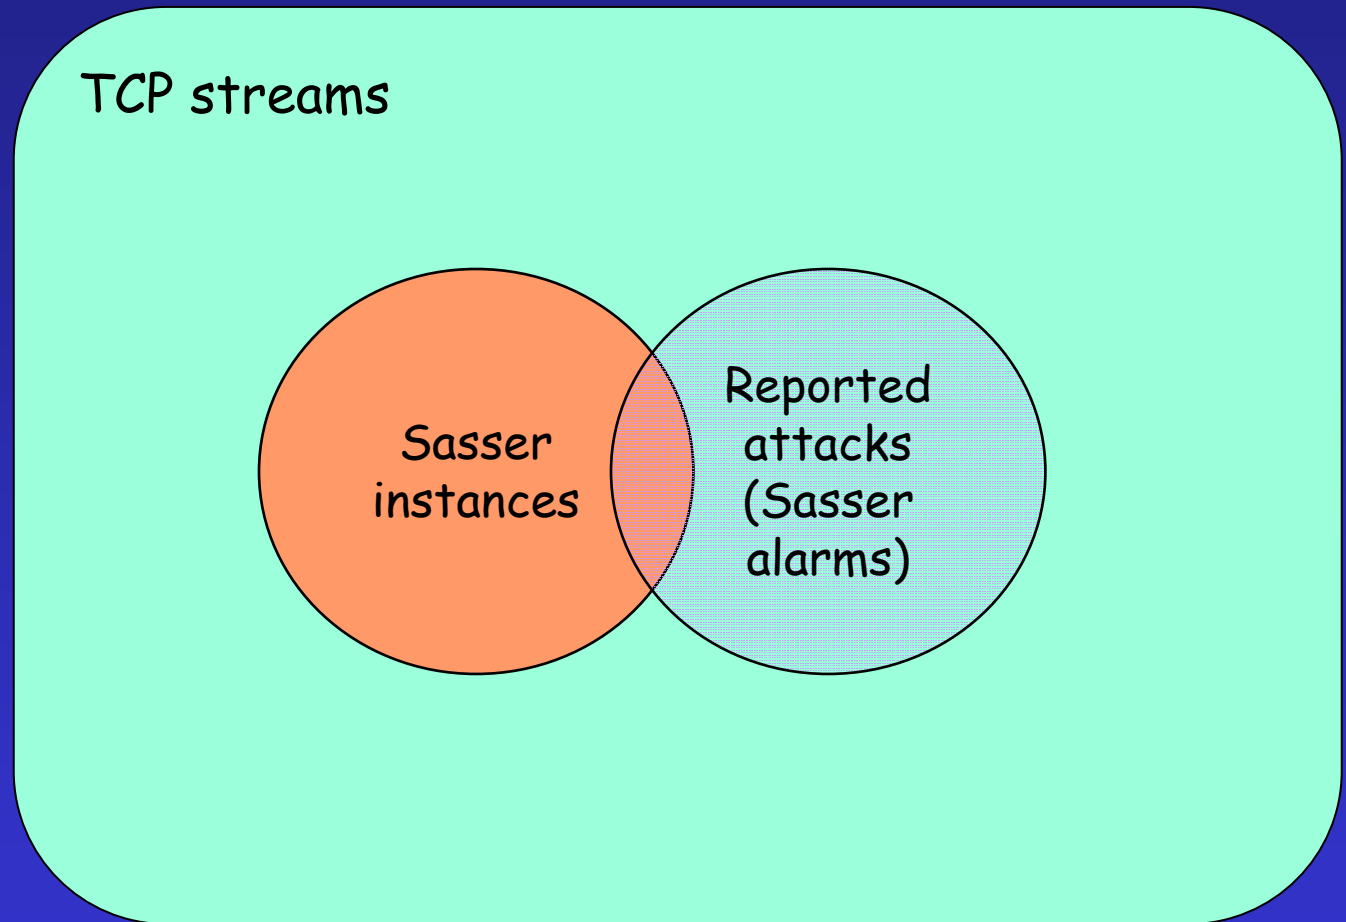 TCP streams
Sasser
instances
Reported
attacks
(Sasser
alarms)